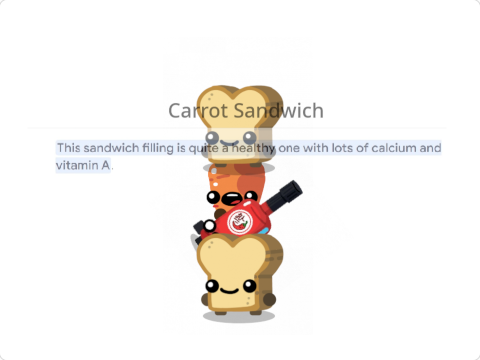 Carrot Sandwich
This sandwich filling is quite a healthy one with lots of calcium and
vitamin A.